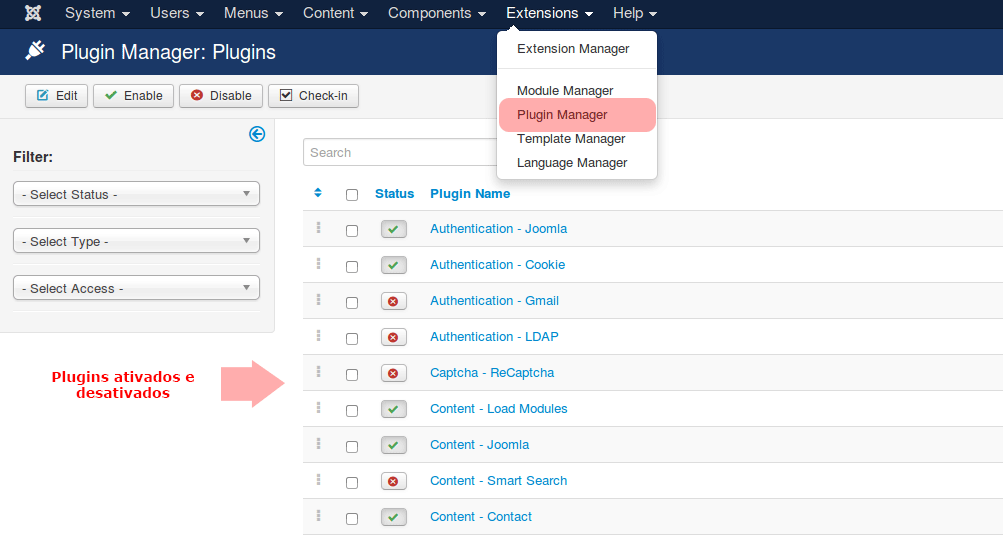 System Users Menus Content Components Extensions Help
Plugin Manager: Plugins
Extension Manager
Module Manager
Plugin Manager
Template Manager
Language Manager
Edit Enable Disable Check-in
Filter:
- Select Status -
- Select Type -
- Select Access -
Search
Status Plugin Name
Authentication - Joomla
Authentication - Cookie
Authentication - Gmail
Authentication - LDAP
Captcha - ReCaptcha
Content - Load Modules
Content - Joomla
Content - Smart Search
Content - Contact
Plugins ativados e
desativados